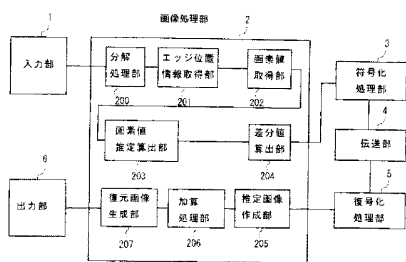 画像処理部
2
1
入力部
分解
処理部
200
エッジ位置
情報取得部
201
画素値
取得部
202
3
符号化
処理部
画素値
推定算出部
203
差分値
算出部
204
4
伝送部
6
出力部
復元画像
生成部
207
加算
処理部
206
推定画像
作成部
205
5
復号化
処理部